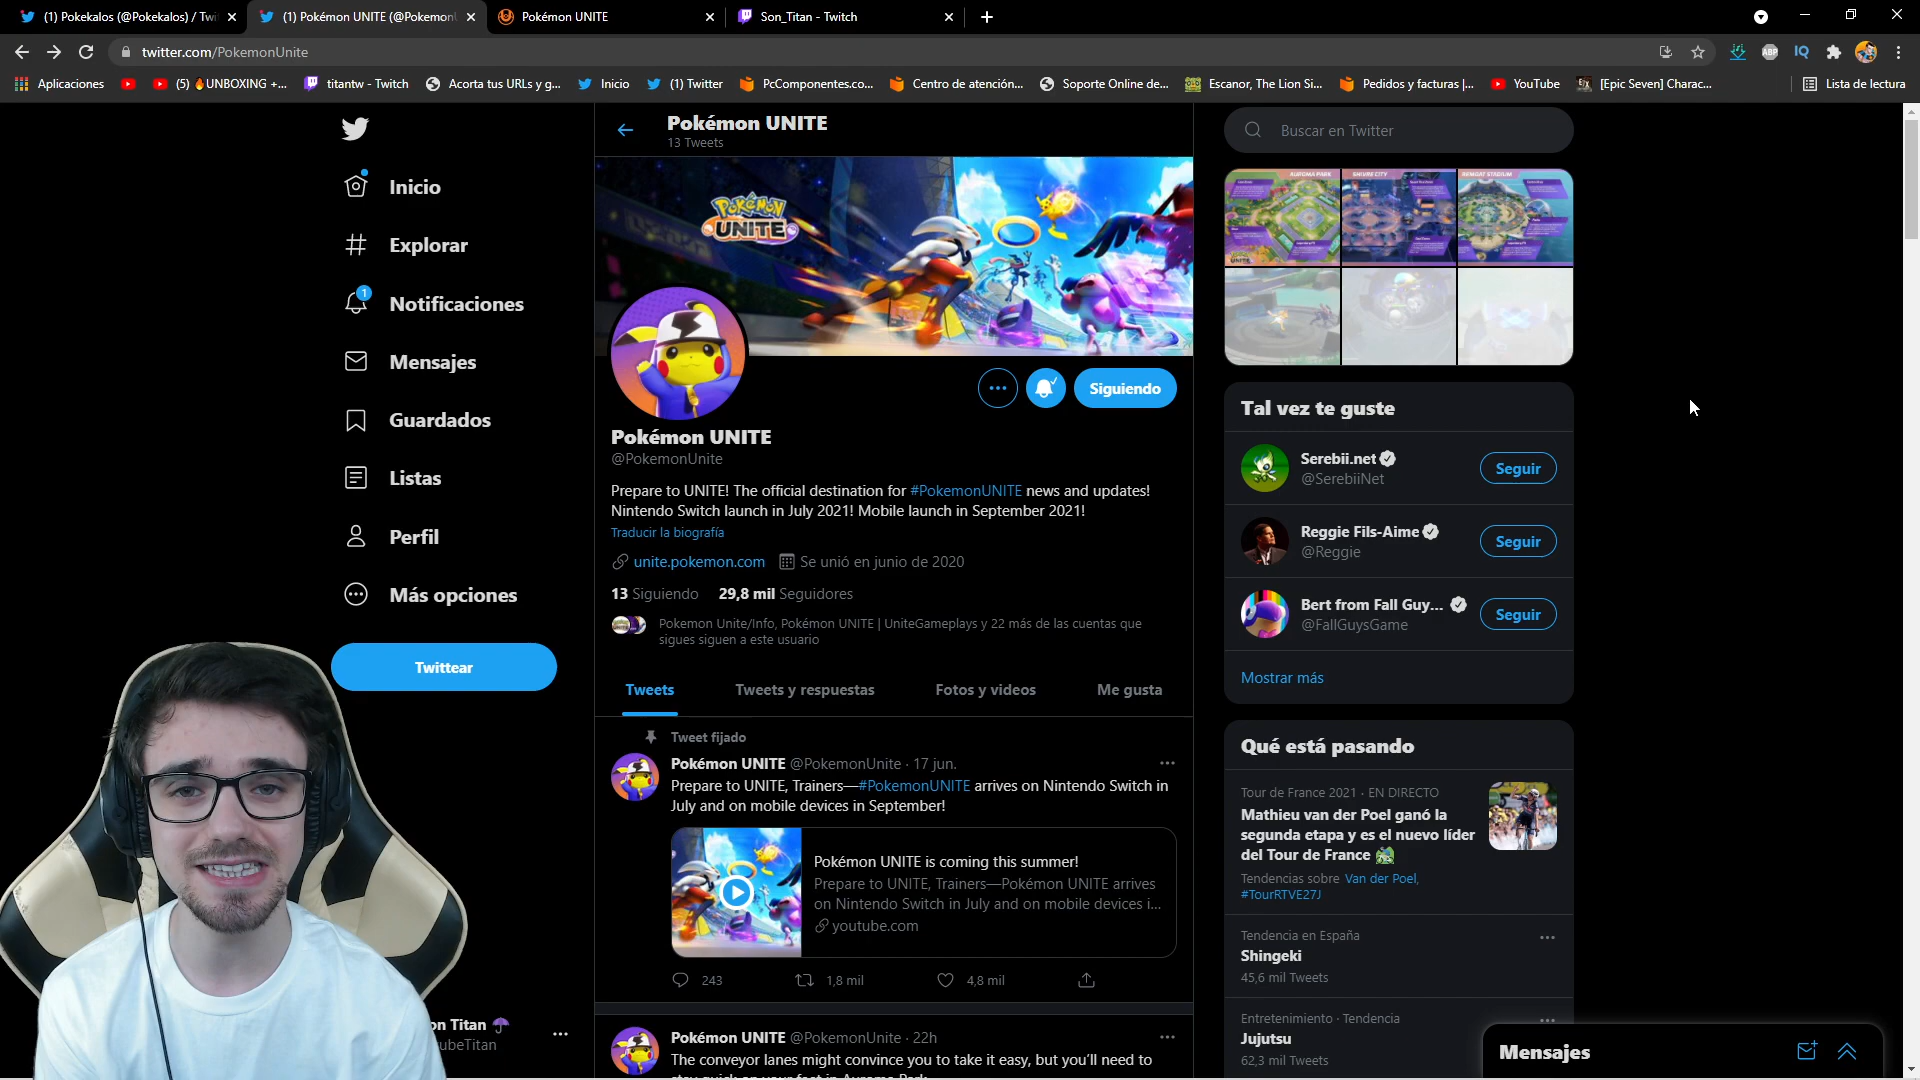 (1) Pokekalos (@Pokekalos) / Twi
(1) Pokémon UNITE (@Pokemon
Pokémon UNITE
Son_Titan - Twitch
twitter.com/PokemonUnite
Aplicaciones
(5) 🔥UNBOXING +...
titantw - Twitch
Acorta tus URLs y g...
Inicio
(1) Twitter
PcComponentes.co...
Centro de atención...
Soporte Online de...
Escanor, The Lion Si...
Pedidos y facturas |...
YouTube
[Epic Seven] Charac...
Lista de lectura
Inicio
Explorar
1
Notificaciones
Mensajes
Guardados
Listas
Perfil
Más opciones
Twittear
on Titan ☂
ubeTitan
Pokémon UNITE
13 Tweets
POKÉMON
UNITE
Siguiendo
Pokémon UNITE
@PokemonUnite
Prepare to UNITE! The official destination for #PokemonUNITE news and updates!
Nintendo Switch launch in July 2021! Mobile launch in September 2021!
Traducir la biografía
unite.pokemon.com
Se unió en junio de 2020
13 Siguiendo
29,8 mil Seguidores
Pokemon Unite/Info, Pokémon UNITE | UniteGameplays y 22 más de las cuentas que
sigues siguen a este usuario
Tweets
Tweets y respuestas
Fotos y videos
Me gusta
Tweet fijado
Pokémon UNITE @PokemonUnite · 17 jun.
Prepare to UNITE, Trainers—#PokemonUNITE arrives on Nintendo Switch in
July and on mobile devices in September!
Pokémon UNITE is coming this summer!
Prepare to UNITE, Trainers—Pokémon UNITE arrives
on Nintendo Switch in July and on mobile devices i...
youtube.com
243
1,8 mil
4,8 mil
Pokémon UNITE @PokemonUnite · 22h
The conveyor lanes might convince you to take it easy, but you'll need to
Buscar en Twitter
AUROMA PARK
SHIVRE CITY
REMOAT STADIUM
UNITE
Tal vez te guste
Serebii.net
@SerebiiNet
Seguir
Reggie Fils-Aime
@Reggie
Seguir
Bert from Fall Guy...
@FallGuysGame
Seguir
Mostrar más
Qué está pasando
Tour de France 2021 · EN DIRECTO
Mathieu van der Poel ganó la
segunda etapa y es el nuevo líder
del Tour de France
Tendencias sobre Van der Poel,
#TourRTVE27J
Tendencia en España
Shingeki
45,6 mil Tweets
Entretenimiento · Tendencia
Jujutsu
62,3 mil Tweets
Mensajes